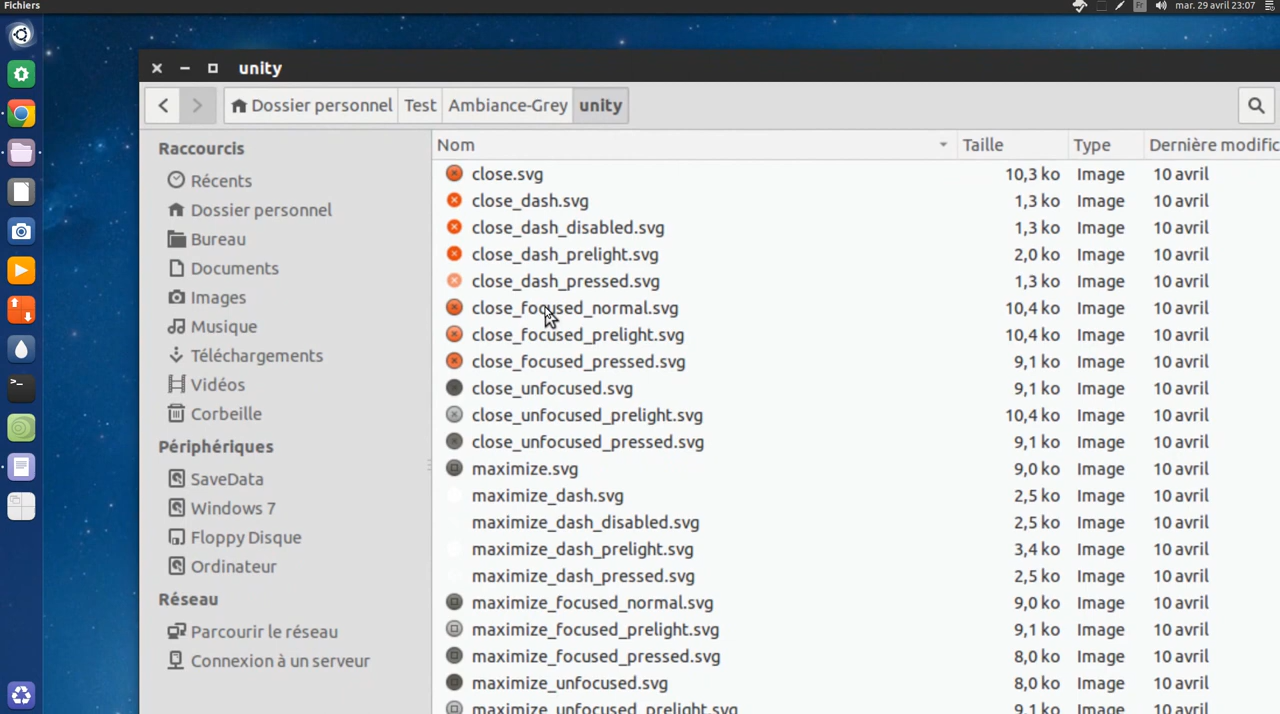 Fichiers
Fr
mar. 29 avril 23:07
unity
Dossier personnel Test Ambiance-Grey unity
Raccourcis
Récents
Dossier personnel
Bureau
Documents
Images
Musique
Téléchargements
Vidéos
Corbeille
Périphériques
SaveData
Windows 7
Floppy Disque
Ordinateur
Réseau
Parcourir le réseau
Connexion à un serveur
Nom Taille Type Dernière modific
close.svg 10,3 ko Image 10 avril
close_dash.svg 1,3 ko Image 10 avril
close_dash_disabled.svg 1,3 ko Image 10 avril
close_dash_prelight.svg 2,0 ko Image 10 avril
close_dash_pressed.svg 1,3 ko Image 10 avril
close_focused_normal.svg 10,4 ko Image 10 avril
close_focused_prelight.svg 10,4 ko Image 10 avril
close_focused_pressed.svg 9,1 ko Image 10 avril
close_unfocused.svg 9,1 ko Image 10 avril
close_unfocused_prelight.svg 10,4 ko Image 10 avril
close_unfocused_pressed.svg 9,1 ko Image 10 avril
maximize.svg 9,0 ko Image 10 avril
maximize_dash.svg 2,5 ko Image 10 avril
maximize_dash_disabled.svg 2,5 ko Image 10 avril
maximize_dash_prelight.svg 3,4 ko Image 10 avril
maximize_dash_pressed.svg 2,5 ko Image 10 avril
maximize_focused_normal.svg 9,0 ko Image 10 avril
maximize_focused_prelight.svg 9,1 ko Image 10 avril
maximize_focused_pressed.svg 8,0 ko Image 10 avril
maximize_unfocused.svg 8,0 ko Image 10 avril
maximize_unfocused_prelight.svg 9,1 ko Image 10 avril